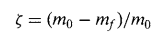 ζ = (m₀ − m_f)/m₀